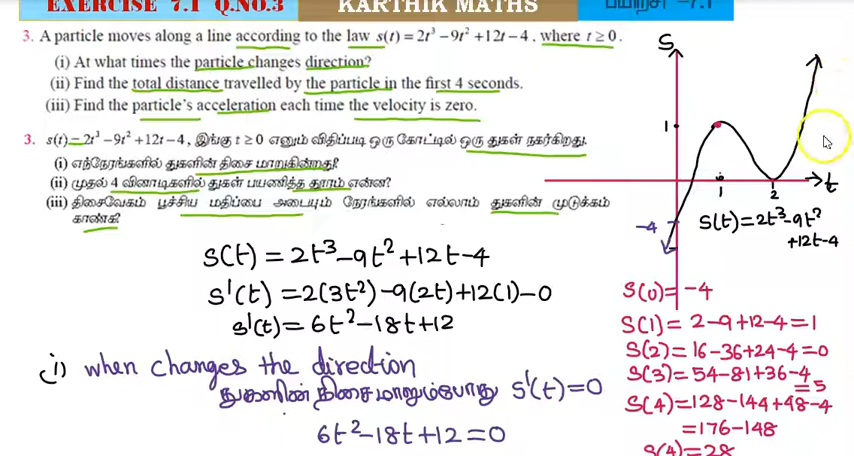 EXERCISE 7.1 Q.NO.3
KARTHIK MATHS
பயிற்சி -7.1
3. A particle moves along a line according to the law s(t) = 2t³ − 9t² + 12t − 4 , where t ≥ 0 .
(i) At what times the particle changes direction?
(ii) Find the total distance travelled by the particle in the first 4 seconds.
(iii) Find the particle's acceleration each time the velocity is zero.
3. s(t) = 2t³ − 9t² + 12t − 4 , இங்கு t ≥ 0 எனும் விதிப்படி ஒரு கோட்டில் ஒரு துகள் நகர்கிறது.
(i) எந்நேரங்களில் துகளின் திசை மாறுகின்றது?
(ii) முதல் 4 வினாடிகளில் துகள் பயணித்த தூரம் என்ன?
(iii) திசைவேகம் பூச்சிய மதிப்பை அடையும் நேரங்களில் எல்லாம் துகளின் முடுக்கம்
காண்க?
S(t) = 2t³ − 9t² + 12t − 4
s'(t) = 2(3t²) − 9(2t) + 12(1) − 0
s'(t) = 6t² − 18t + 12
(i) when changes the direction
துகளின் திசைமாறும்போது s'(t) = 0
6t² − 18t + 12 = 0
S
1
1
2
t
-4
S(t) = 2t³ − 9t²
+12t − 4
S(0) = −4
S(1) = 2 − 9 + 12 − 4 = 1
S(2) = 16 − 36 + 24 − 4 = 0
S(3) = 54 − 81 + 36 − 4
= 5
S(4) = 128 − 144 + 48 − 4
= 176 − 148
S(4) = 28